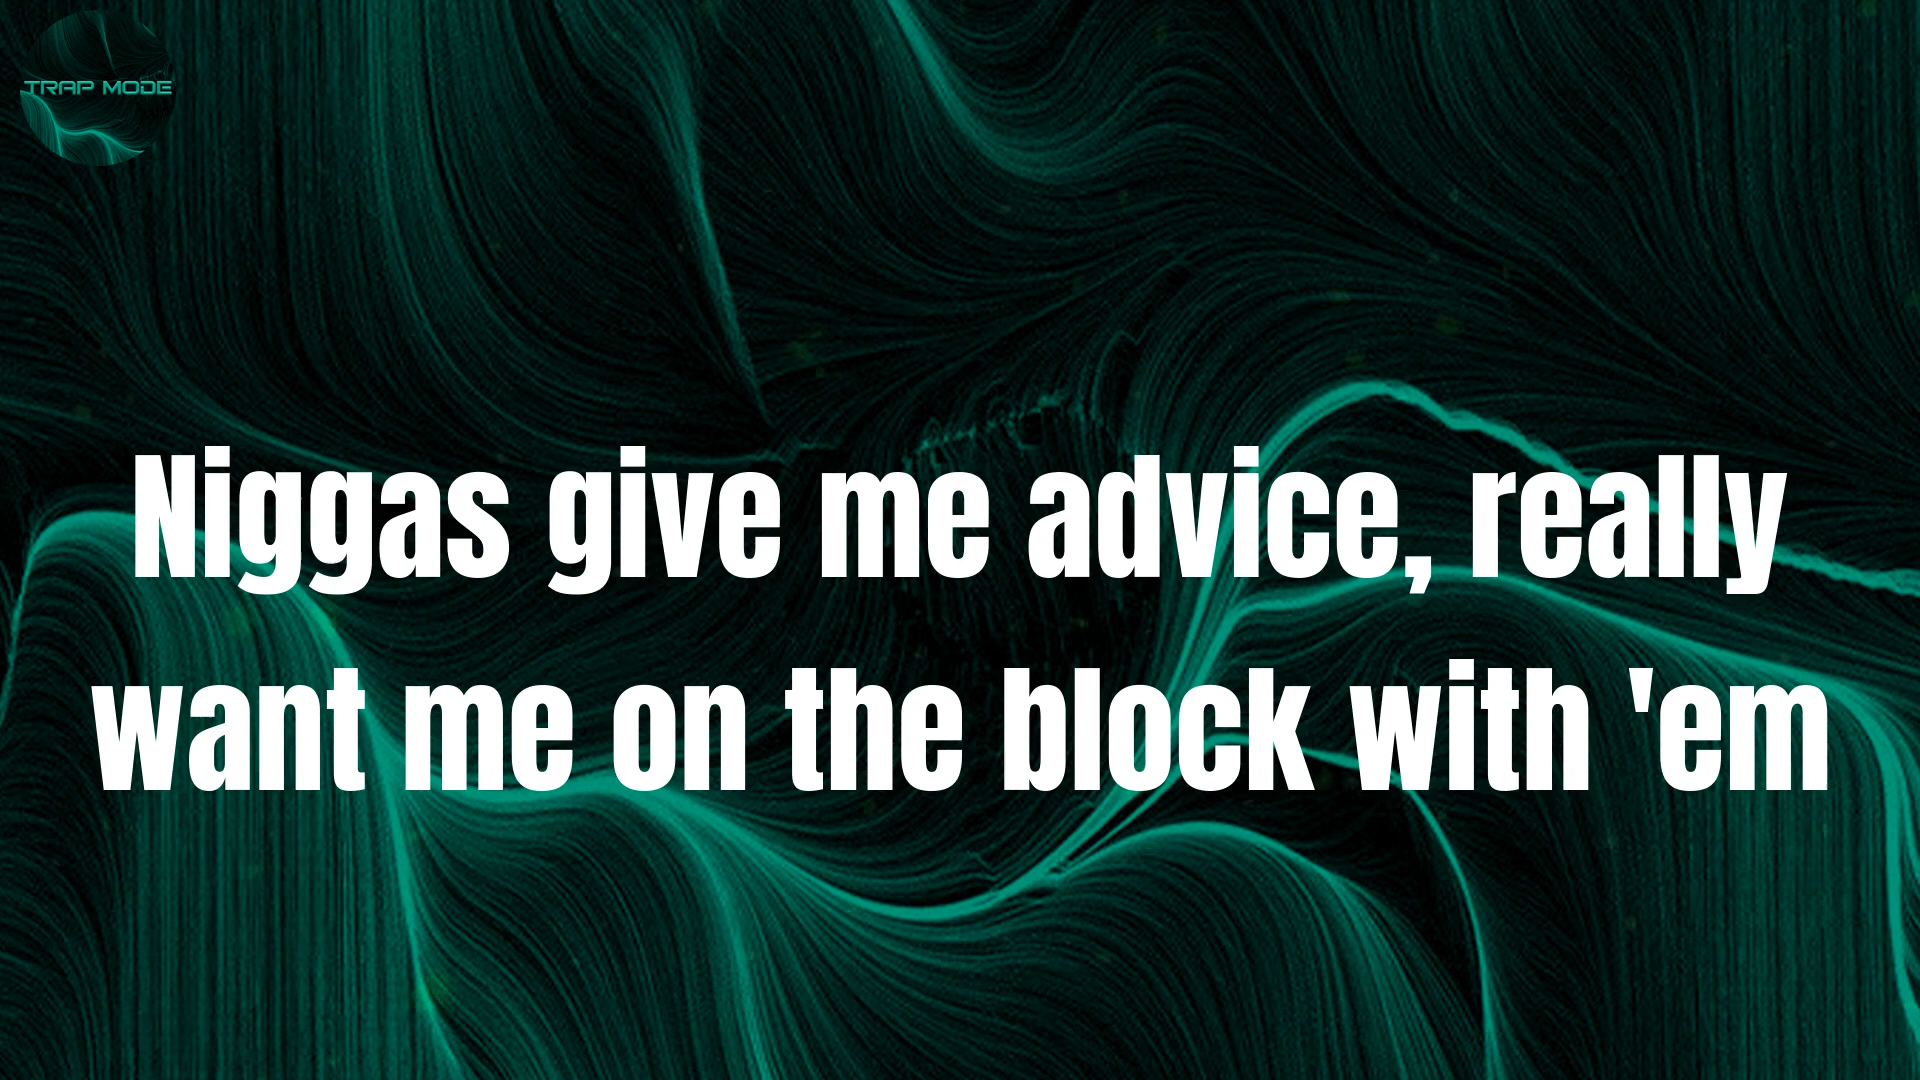 TRAP MODE
Niggas give me advice, really
want me on the block with 'em